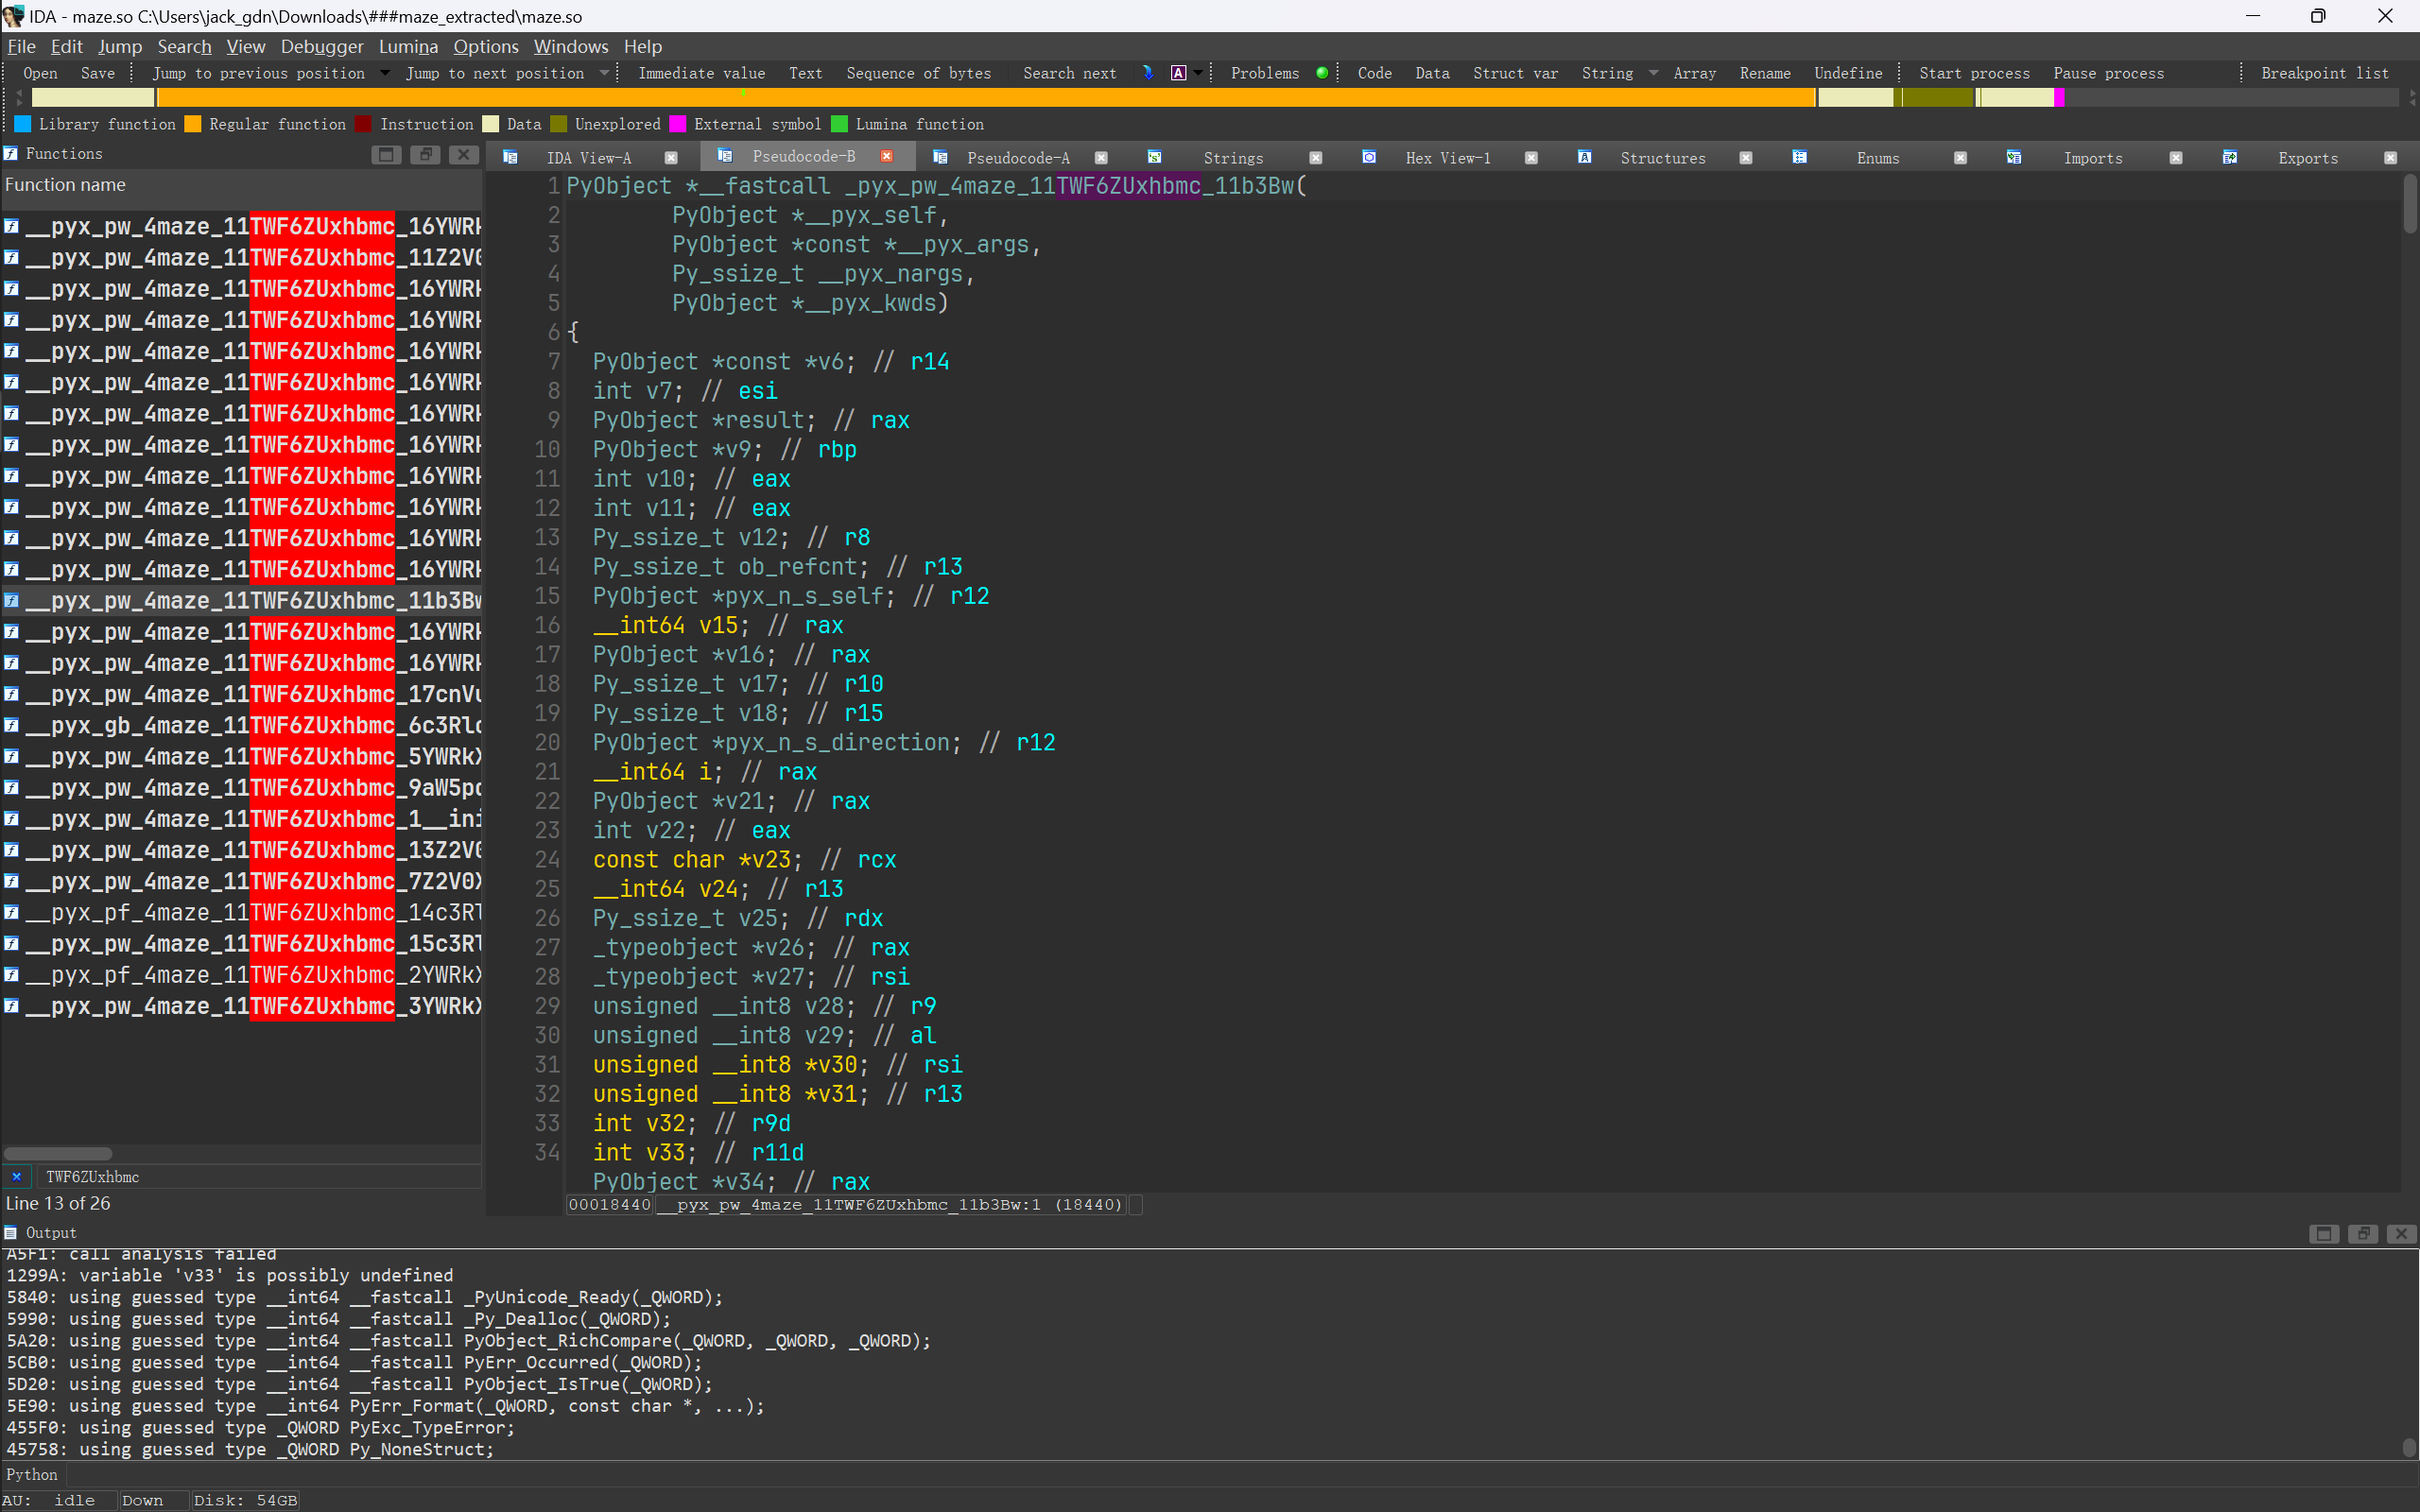 IDA - maze.so C:\Users\jack_gdn\Downloads\###maze_extracted\maze.so
File Edit Jump Search View Debugger Lumina Options Windows Help
Open Save Jump to previous position Jump to next position Immediate value Text Sequence of bytes Search next A Problems Code Data Struct var String Array Rename Undefine Start process Pause process Breakpoint list
Library function Regular function Instruction Data Unexplored External symbol Lumina function
Functions
Function name
__pyx_pw_4maze_11TWF6ZUxhbmc_16YWRk
__pyx_pw_4maze_11TWF6ZUxhbmc_11Z2V0
__pyx_pw_4maze_11TWF6ZUxhbmc_16YWRk
__pyx_pw_4maze_11TWF6ZUxhbmc_16YWRk
__pyx_pw_4maze_11TWF6ZUxhbmc_16YWRk
__pyx_pw_4maze_11TWF6ZUxhbmc_16YWRk
__pyx_pw_4maze_11TWF6ZUxhbmc_16YWRk
__pyx_pw_4maze_11TWF6ZUxhbmc_16YWRk
__pyx_pw_4maze_11TWF6ZUxhbmc_16YWRk
__pyx_pw_4maze_11TWF6ZUxhbmc_16YWRk
__pyx_pw_4maze_11TWF6ZUxhbmc_16YWRk
__pyx_pw_4maze_11TWF6ZUxhbmc_16YWRk
__pyx_pw_4maze_11TWF6ZUxhbmc_11b3Bw
__pyx_pw_4maze_11TWF6ZUxhbmc_16YWRk
__pyx_pw_4maze_11TWF6ZUxhbmc_16YWRk
__pyx_pw_4maze_11TWF6ZUxhbmc_17cnVu
__pyx_gb_4maze_11TWF6ZUxhbmc_6c3Rlc
__pyx_pw_4maze_11TWF6ZUxhbmc_5YWRkX
__pyx_pw_4maze_11TWF6ZUxhbmc_9aW5pd
__pyx_pw_4maze_11TWF6ZUxhbmc_1__ini
__pyx_pw_4maze_11TWF6ZUxhbmc_13Z2V0
__pyx_pw_4maze_11TWF6ZUxhbmc_7Z2V0X
__pyx_pf_4maze_11TWF6ZUxhbmc_14c3Rl
__pyx_pw_4maze_11TWF6ZUxhbmc_15c3Rl
__pyx_pf_4maze_11TWF6ZUxhbmc_2YWRkX
__pyx_pw_4maze_11TWF6ZUxhbmc_3YWRkX
TWF6ZUxhbmc
Line 13 of 26
IDA View-A Pseudocode-B Pseudocode-A Strings Hex View-1 Structures Enums Imports Exports
1 PyObject *__fastcall _pyx_pw_4maze_11TWF6ZUxhbmc_11b3Bw(
2 PyObject *__pyx_self,
3 PyObject *const *__pyx_args,
4 Py_ssize_t __pyx_nargs,
5 PyObject *__pyx_kwds)
6 {
7 PyObject *const *v6; // r14
8 int v7; // esi
9 PyObject *result; // rax
10 PyObject *v9; // rbp
11 int v10; // eax
12 int v11; // eax
13 Py_ssize_t v12; // r8
14 Py_ssize_t ob_refcnt; // r13
15 PyObject *pyx_n_s_self; // r12
16 __int64 v15; // rax
17 PyObject *v16; // rax
18 Py_ssize_t v17; // r10
19 Py_ssize_t v18; // r15
20 PyObject *pyx_n_s_direction; // r12
21 __int64 i; // rax
22 PyObject *v21; // rax
23 int v22; // eax
24 const char *v23; // rcx
25 __int64 v24; // r13
26 Py_ssize_t v25; // rdx
27 _typeobject *v26; // rax
28 _typeobject *v27; // rsi
29 unsigned __int8 v28; // r9
30 unsigned __int8 v29; // al
31 unsigned __int8 *v30; // rsi
32 unsigned __int8 *v31; // r13
33 int v32; // r9d
34 int v33; // r11d
PyObject *v34; // rax
00018440 __pyx_pw_4maze_11TWF6ZUxhbmc_11b3Bw:1 (18440)
Output
A5F1: call analysis failed
1299A: variable 'v33' is possibly undefined
5840: using guessed type __int64 __fastcall _PyUnicode_Ready(_QWORD);
5990: using guessed type __int64 __fastcall _Py_Dealloc(_QWORD);
5A20: using guessed type __int64 __fastcall PyObject_RichCompare(_QWORD, _QWORD, _QWORD);
5CB0: using guessed type __int64 __fastcall PyErr_Occurred(_QWORD);
5D20: using guessed type __int64 __fastcall PyObject_IsTrue(_QWORD);
5E90: using guessed type __int64 PyErr_Format(_QWORD, const char *, ...);
455F0: using guessed type _QWORD PyExc_TypeError;
45758: using guessed type _QWORD Py_NoneStruct;
Python
AU: idle Down Disk: 54GB